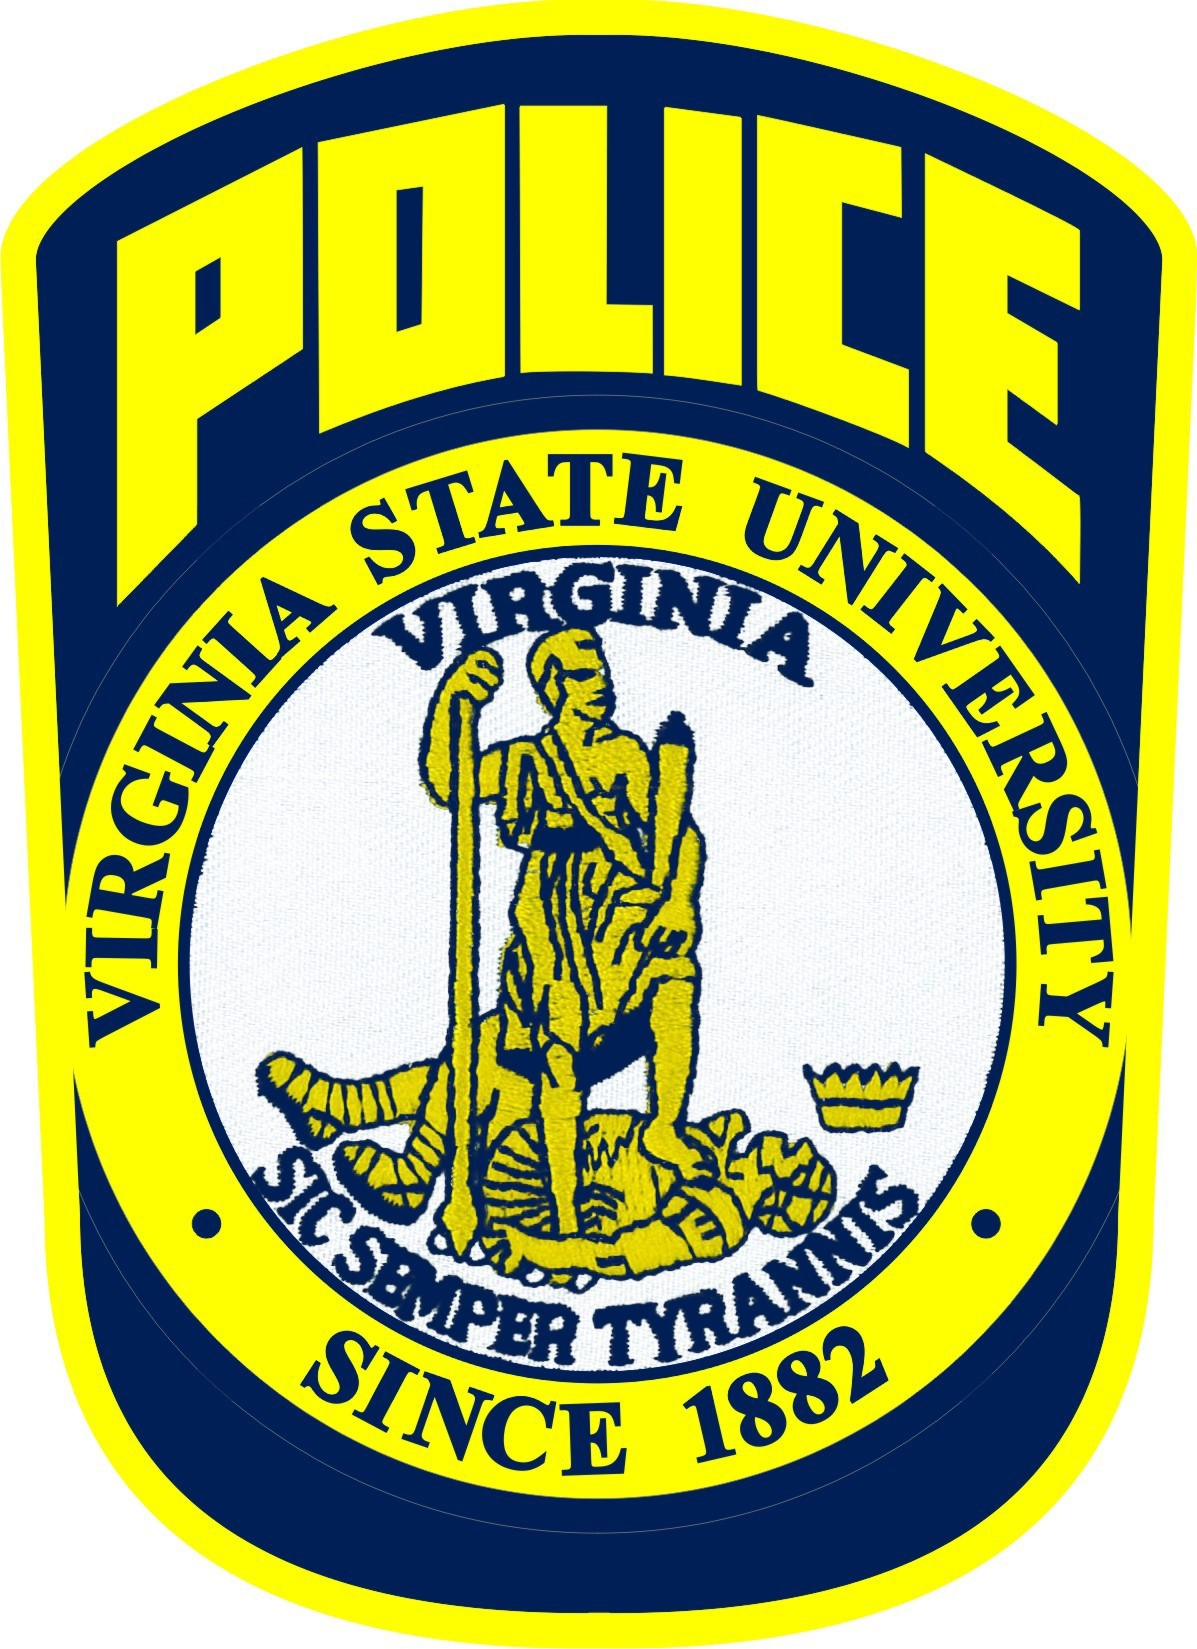 POLICE
VIRGINIA STATE UNIVERSITY
VIRGINIA
SIC SEMPER TYRANNIS
SINCE 1882